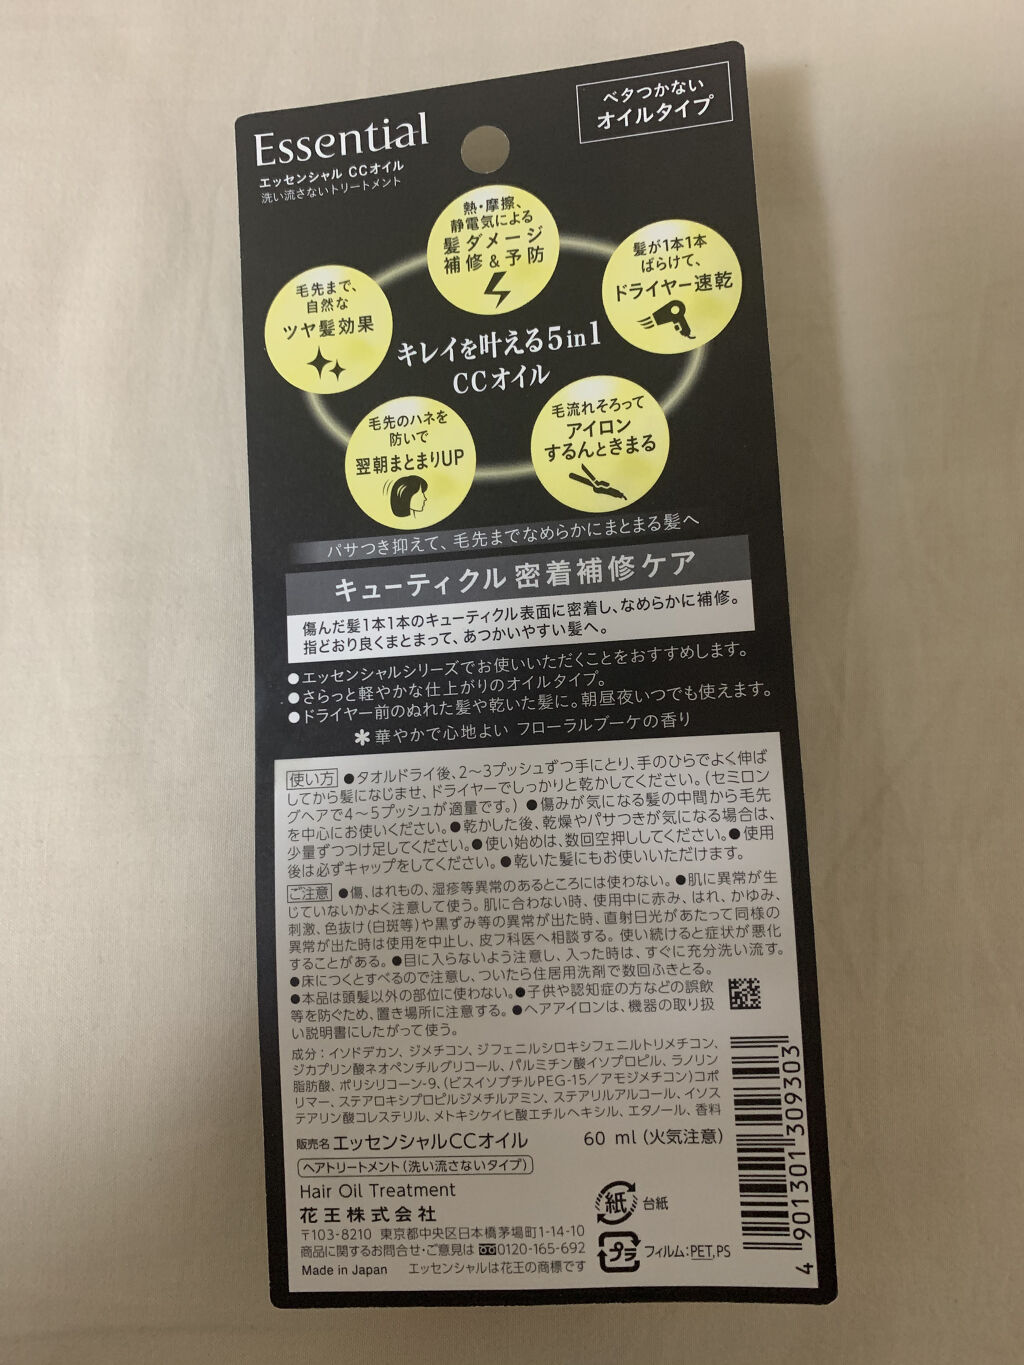 Essential
エッセンシャル CCオイル
洗い流さないトリートメント
ベタつかない
オイルタイプ
熱・摩擦、
静電気による
髪ダメージ
補修&予防
髪が1本1本
ばらけて、
ドライヤー速乾
毛先まで、
自然な
ツヤ髪効果
キレイを叶える5in1
CCオイル
毛先のハネを
防いで
翌朝まとまりUP
毛流れそろって
アイロン
するんときまる
パサつき抑えて、毛先までなめらかにまとまる髪へ
キューティクル密着補修ケア
傷んだ髪1本1本のキューティクル表面に密着し、なめらかに補修。
指どおり良くまとまって、あつかいやすい髪へ。
●エッセンシャルシリーズでお使いいただくことをおすすめします。
●さらっと軽やかな仕上がりのオイルタイプ。
●ドライヤー前のぬれた髪や乾いた髪に。朝昼夜いつでも使えます。
＊華やかで心地よい フローラルブーケの香り
使い方 ●タオルドライ後、2〜3プッシュずつ手にとり、手のひらでよく伸ば
してから髪になじませ、ドライヤーでしっかりと乾かしてください。(セミロン
グヘアで4〜5プッシュが適量です。) ●傷みが気になる髪の中間から毛先
を中心にお使いください。●乾かした後、乾燥やパサつきが気になる場合は、
少量ずつつけ足してください。●使い始めは、数回空押ししてください。●使用
後は必ずキャップをしてください。●乾いた髪にもお使いいただけます。
ご注意 ●傷、はれもの、湿疹等異常のあるところには使わない。●肌に異常が生
じていないかよく注意して使う。肌に合わない時、使用中に赤み、はれ、かゆみ、
刺激、色抜け(白斑等)や黒ずみ等の異常が出た時、直射日光があたって同様の
異常が出た時は使用を中止し、皮フ科医へ相談する。使い続けると症状が悪化
することがある。●目に入らないよう注意し、入った時は、すぐに充分洗い流す。
●床につくとすべるので注意し、ついたら住居用洗剤で数回ふきとる。
●本品は頭髪以外の部位に使わない。●子供や認知症の方などの誤飲
等を防ぐため、置き場所に注意する。●ヘアアイロンは、機器の取り扱
い説明書にしたがって使う。
成分：イソドデカン、ジメチコン、ジフェニルシロキシフェニルトリメチコン、
ジカプリン酸ネオペンチルグリコール、パルミチン酸イソプロピル、ラノリン
脂肪酸、ポリシリコーン-9、(ビスイソブチルPEG-15／アモジメチコン)コポ
リマー、ステアロキシプロピルジメチルアミン、ステアリルアルコール、イソス
テアリン酸コレステリル、メトキシケイヒ酸エチルヘキシル、エタノール、香料
販売名 エッセンシャルCCオイル 60 ml (火気注意)
ヘアトリートメント(洗い流さないタイプ)
Hair Oil Treatment
花王株式会社
〒103-8210 東京都中央区日本橋茅場町1-14-10
商品に関するお問合せ・ご意見は 0120-165-692
Made in Japan エッセンシャルは花王の商標です
紙 台紙
プラ フィルム:PET,PS
4 901301 309303